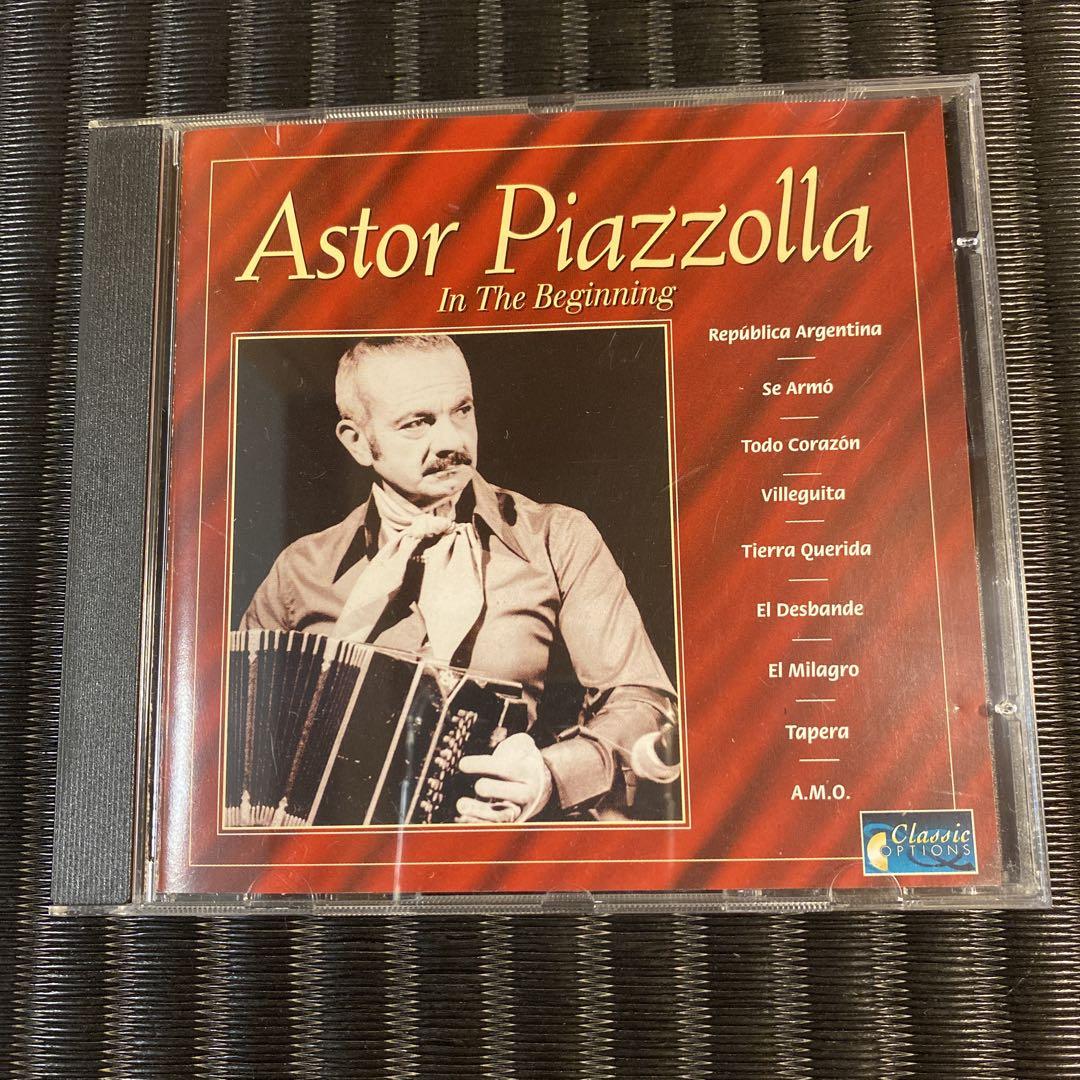 Astor Piazzolla
In The Beginning
República Argentina
Se Armó
Todo Corazón
Villeguita
Tierra Querida
El Desbande
El Milagro
Tapera
A.M.O.
Classic
OPTIONS